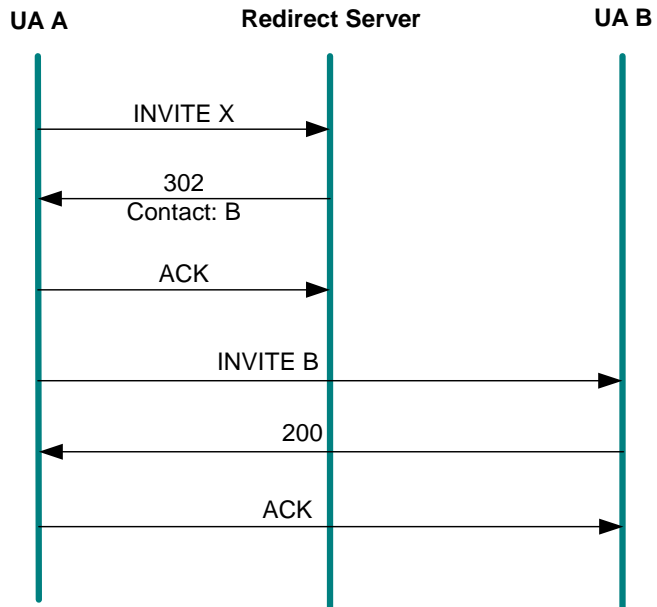 UA A
Redirect Server
UA B
INVITE X
302
Contact: B
ACK
INVITE B
200
ACK